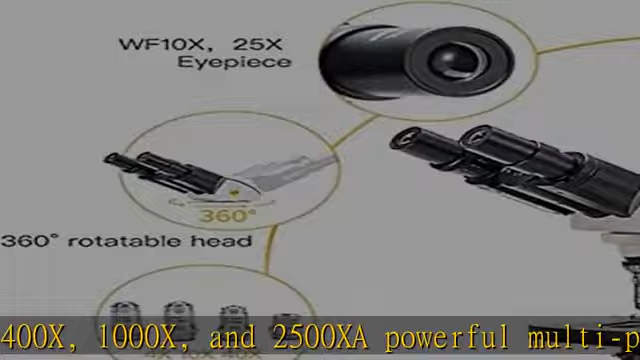 WF10X, 25X
Eyepiece
360°
360° rotatable head
400X, 1000X, and 2500XA powerful multi-p